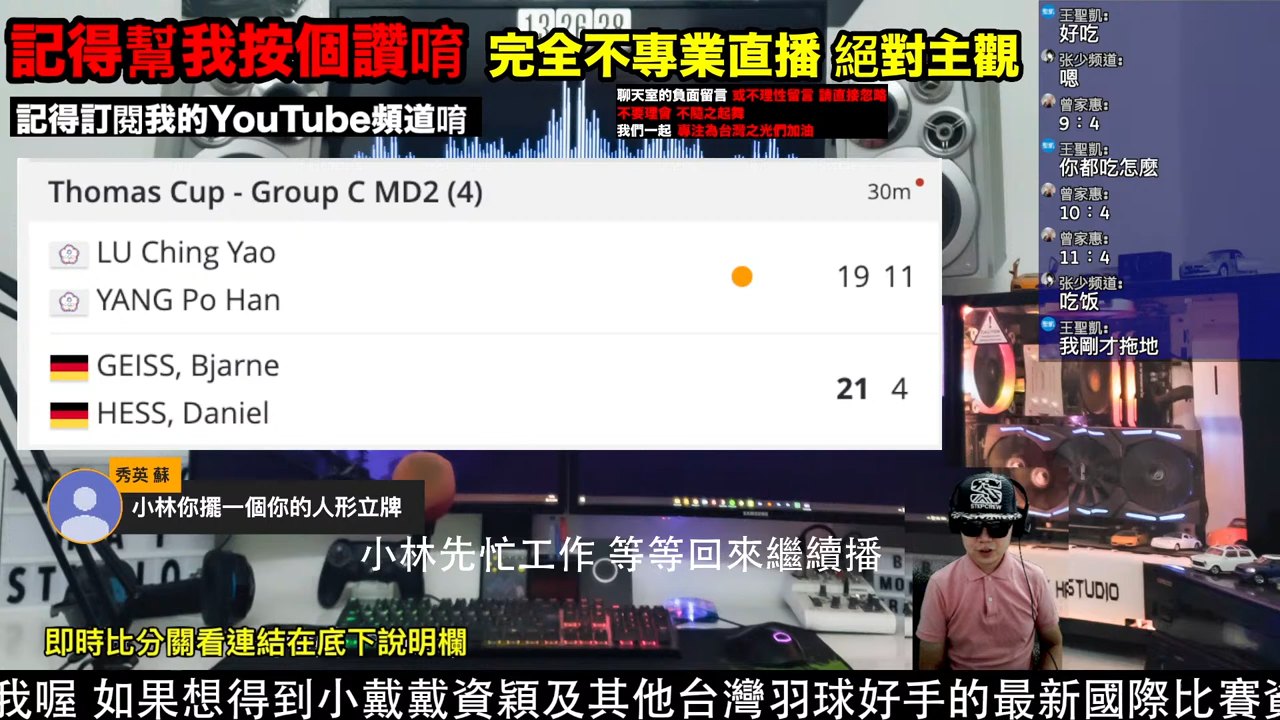 記得幫我按個讚唷
完全不專業直播 絕對主觀
記得訂閱我的YouTube頻道唷
聊天室的負面留言 或不理性留言 請直接忽略
不要理會 不隨之起舞
我們一起 專注為台灣之光們加油
Thomas Cup - Group C MD2 (4)
30m
LU Ching Yao
YANG Po Han
19 11
GEISS, Bjarne
HESS, Daniel
21 4
王聖凱:
好吃
张少频道:
嗯
曾家惠:
9：4
王聖凱:
你都吃怎麼
曾家惠:
10：4
曾家惠:
11：4
张少频道:
吃饭
王聖凱:
我剛才拖地
秀英 蘇
小林你擺一個你的人形立牌
小林先忙工作 等等回來繼續播
STEPCREW
SAMSUNG
即時比分關看連結在底下說明欄
我喔 如果想得到小戴戴資穎及其他台灣羽球好手的最新國際比賽資